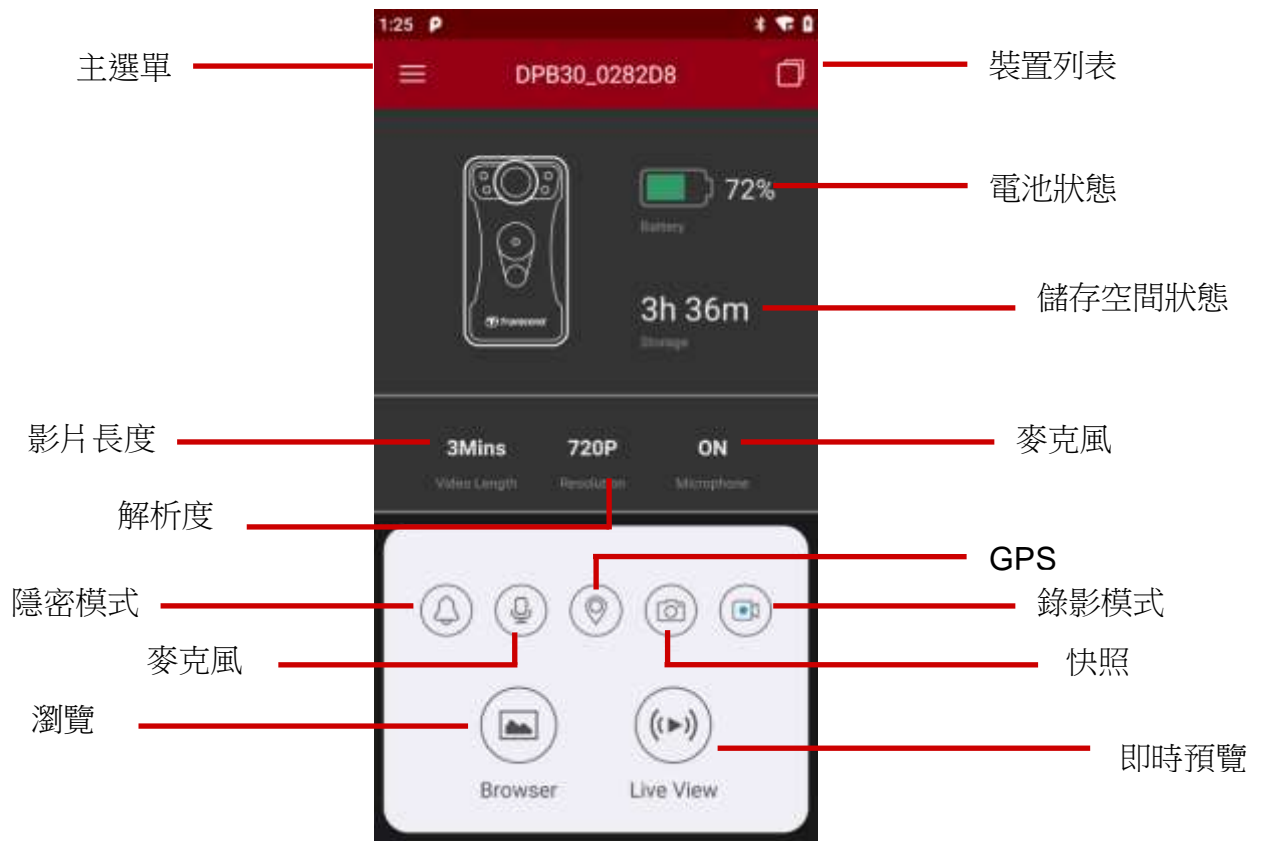 1:25
主選單
DPB30_0282D8
裝置列表
72%
電池狀態
Battery
3h 36m
儲存空間狀態
Storage
Transcend
影片長度
3Mins
720P
ON
麥克風
Video Length
Resolution
Microphone
解析度
GPS
隱密模式
錄影模式
麥克風
快照
瀏覽
即時預覽
Browser
Live View